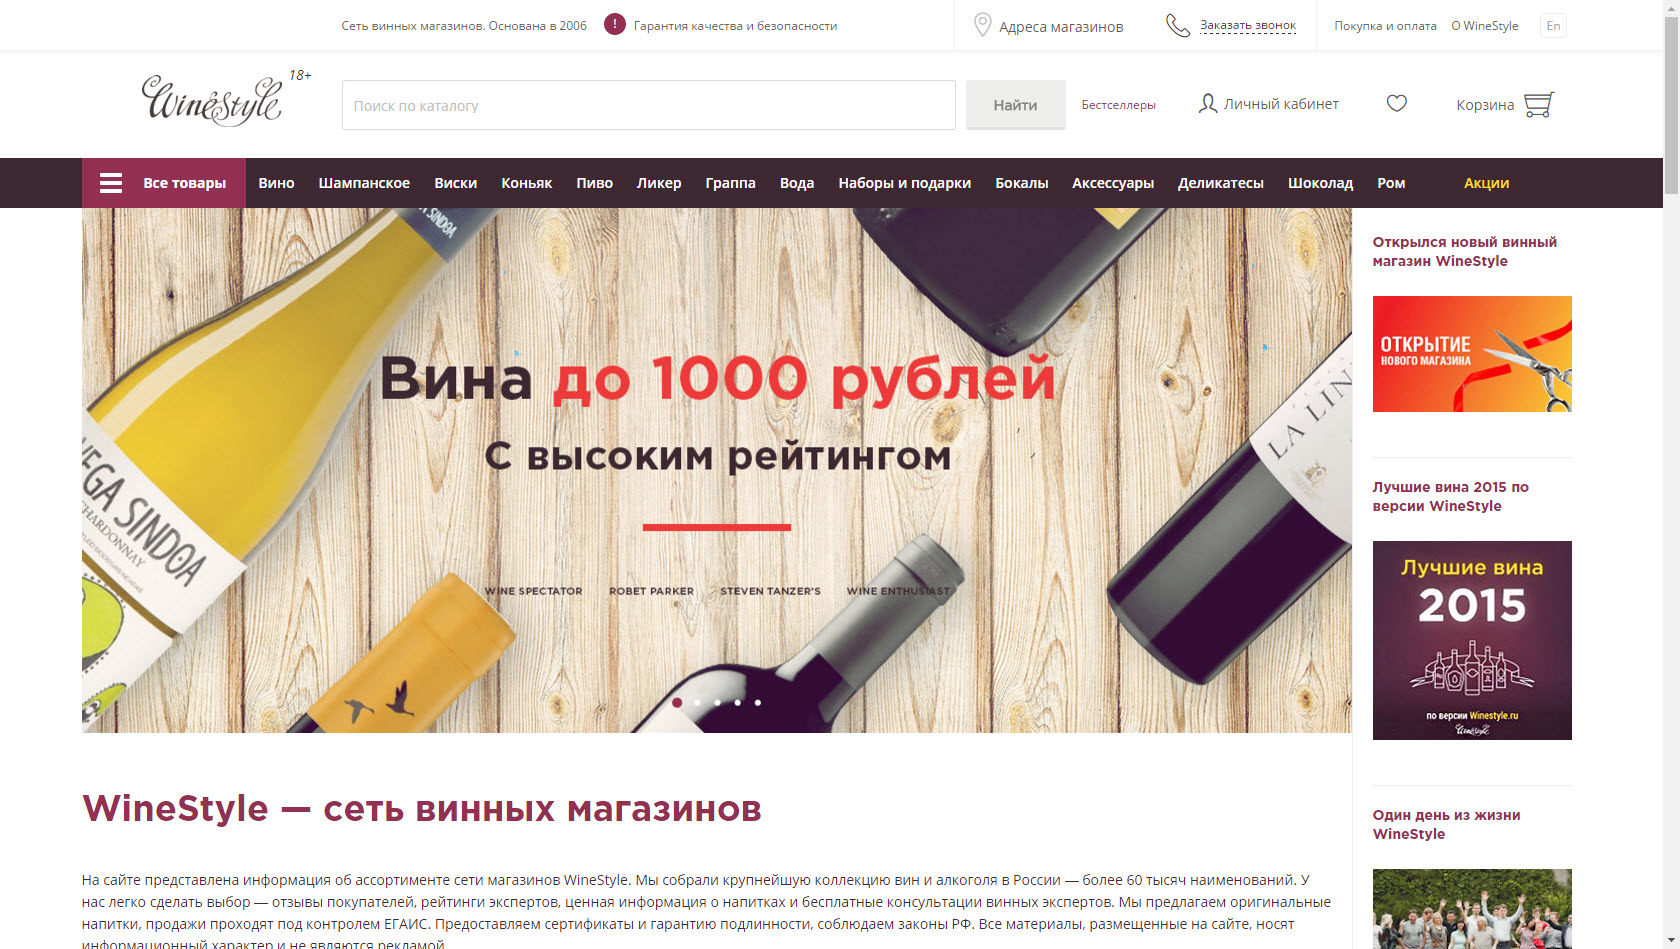 Сеть винных магазинов. Основана в 2006
! Гарантия качества и безопасности
Адреса магазинов
Заказать звонок
Покупка и оплата О WineStyle En
WineStyle 18+
Поиск по каталогу
Найти
Бестселлеры
Личный кабинет
Корзина
Все товары Вино Шампанское Виски Коньяк Пиво Ликер Граппа Вода Наборы и подарки Бокалы Аксессуары Деликатесы Шоколад Ром Акции
SINDOA
Вина до 1000 рублей
С высоким рейтингом
WINE SPECTATOR ROBET PARKER STEVEN TANZER'S WINE ENTHUSIAST
VEGA SINDOA
CHARDONNAY
LA LIN
Открылся новый винный
магазин WineStyle
ОТКРЫТИЕ
НОВОГО МАГАЗИНА
Лучшие вина 2015 по
версии WineStyle
Лучшие вина
2015
по версии Winestyle.ru
WineStyle
Один день из жизни
WineStyle
WineStyle — сеть винных магазинов
На сайте представлена информация об ассортименте сети магазинов WineStyle. Мы собрали крупнейшую коллекцию вин и алкоголя в России — более 60 тысяч наименований. У
нас легко сделать выбор — отзывы покупателей, рейтинги экспертов, ценная информация о напитках и бесплатные консультации винных экспертов. Мы предлагаем оригинальные
напитки, продажи проходят под контролем ЕГАИС. Предоставляем сертификаты и гарантию подлинности, соблюдаем законы РФ. Все материалы, размещенные на сайте, носят
информационный характер и не являются рекламой.